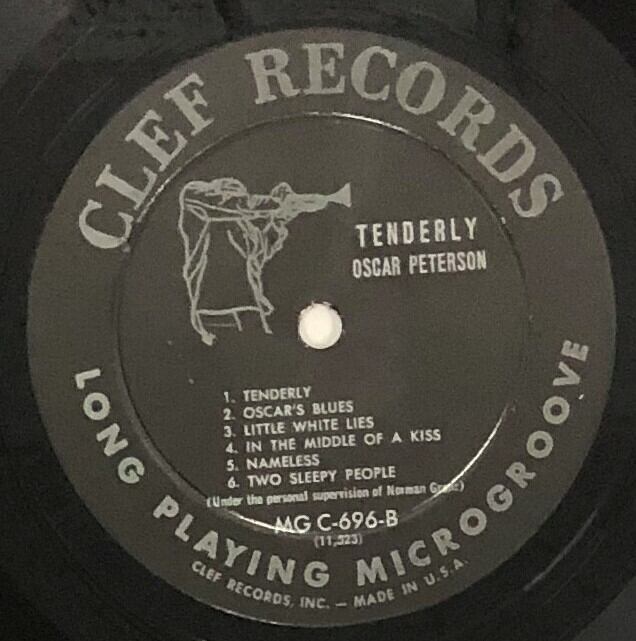 CLEF RECORDS
TENDERLY
OSCAR PETERSON
1. TENDERLY
2. OSCAR'S BLUES
3. LITTLE WHITE LIES
4. IN THE MIDDLE OF A KISS
5. NAMELESS
6. TWO SLEEPY PEOPLE
(Under the personal supervision of Norman Granz)
MG C-696-B
(11,523)
LONG PLAYING MICROGROOVE
CLEF RECORDS, INC. — MADE IN U.S.A.